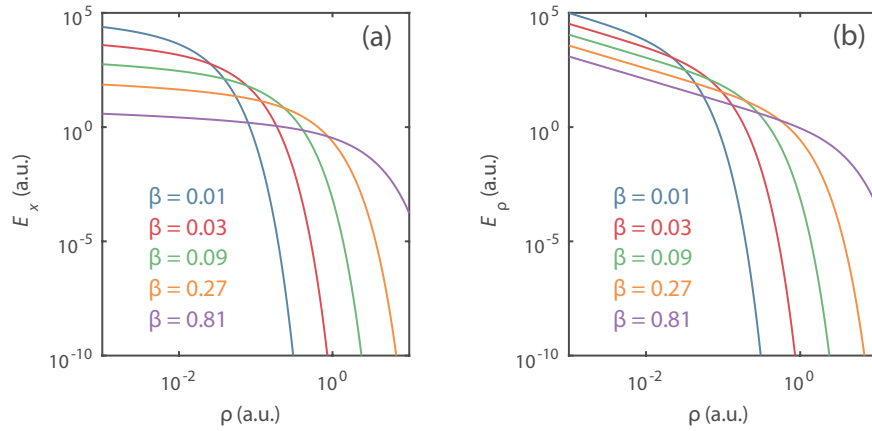 (a)
10^5
10^0
10^-5
10^-10
E_x (a.u.)
β = 0.01
β = 0.03
β = 0.09
β = 0.27
β = 0.81
10^-2
10^0
ρ (a.u.)
(b)
10^5
10^0
10^-5
10^-10
E_ρ (a.u.)
β = 0.01
β = 0.03
β = 0.09
β = 0.27
β = 0.81
10^-2
10^0
ρ (a.u.)